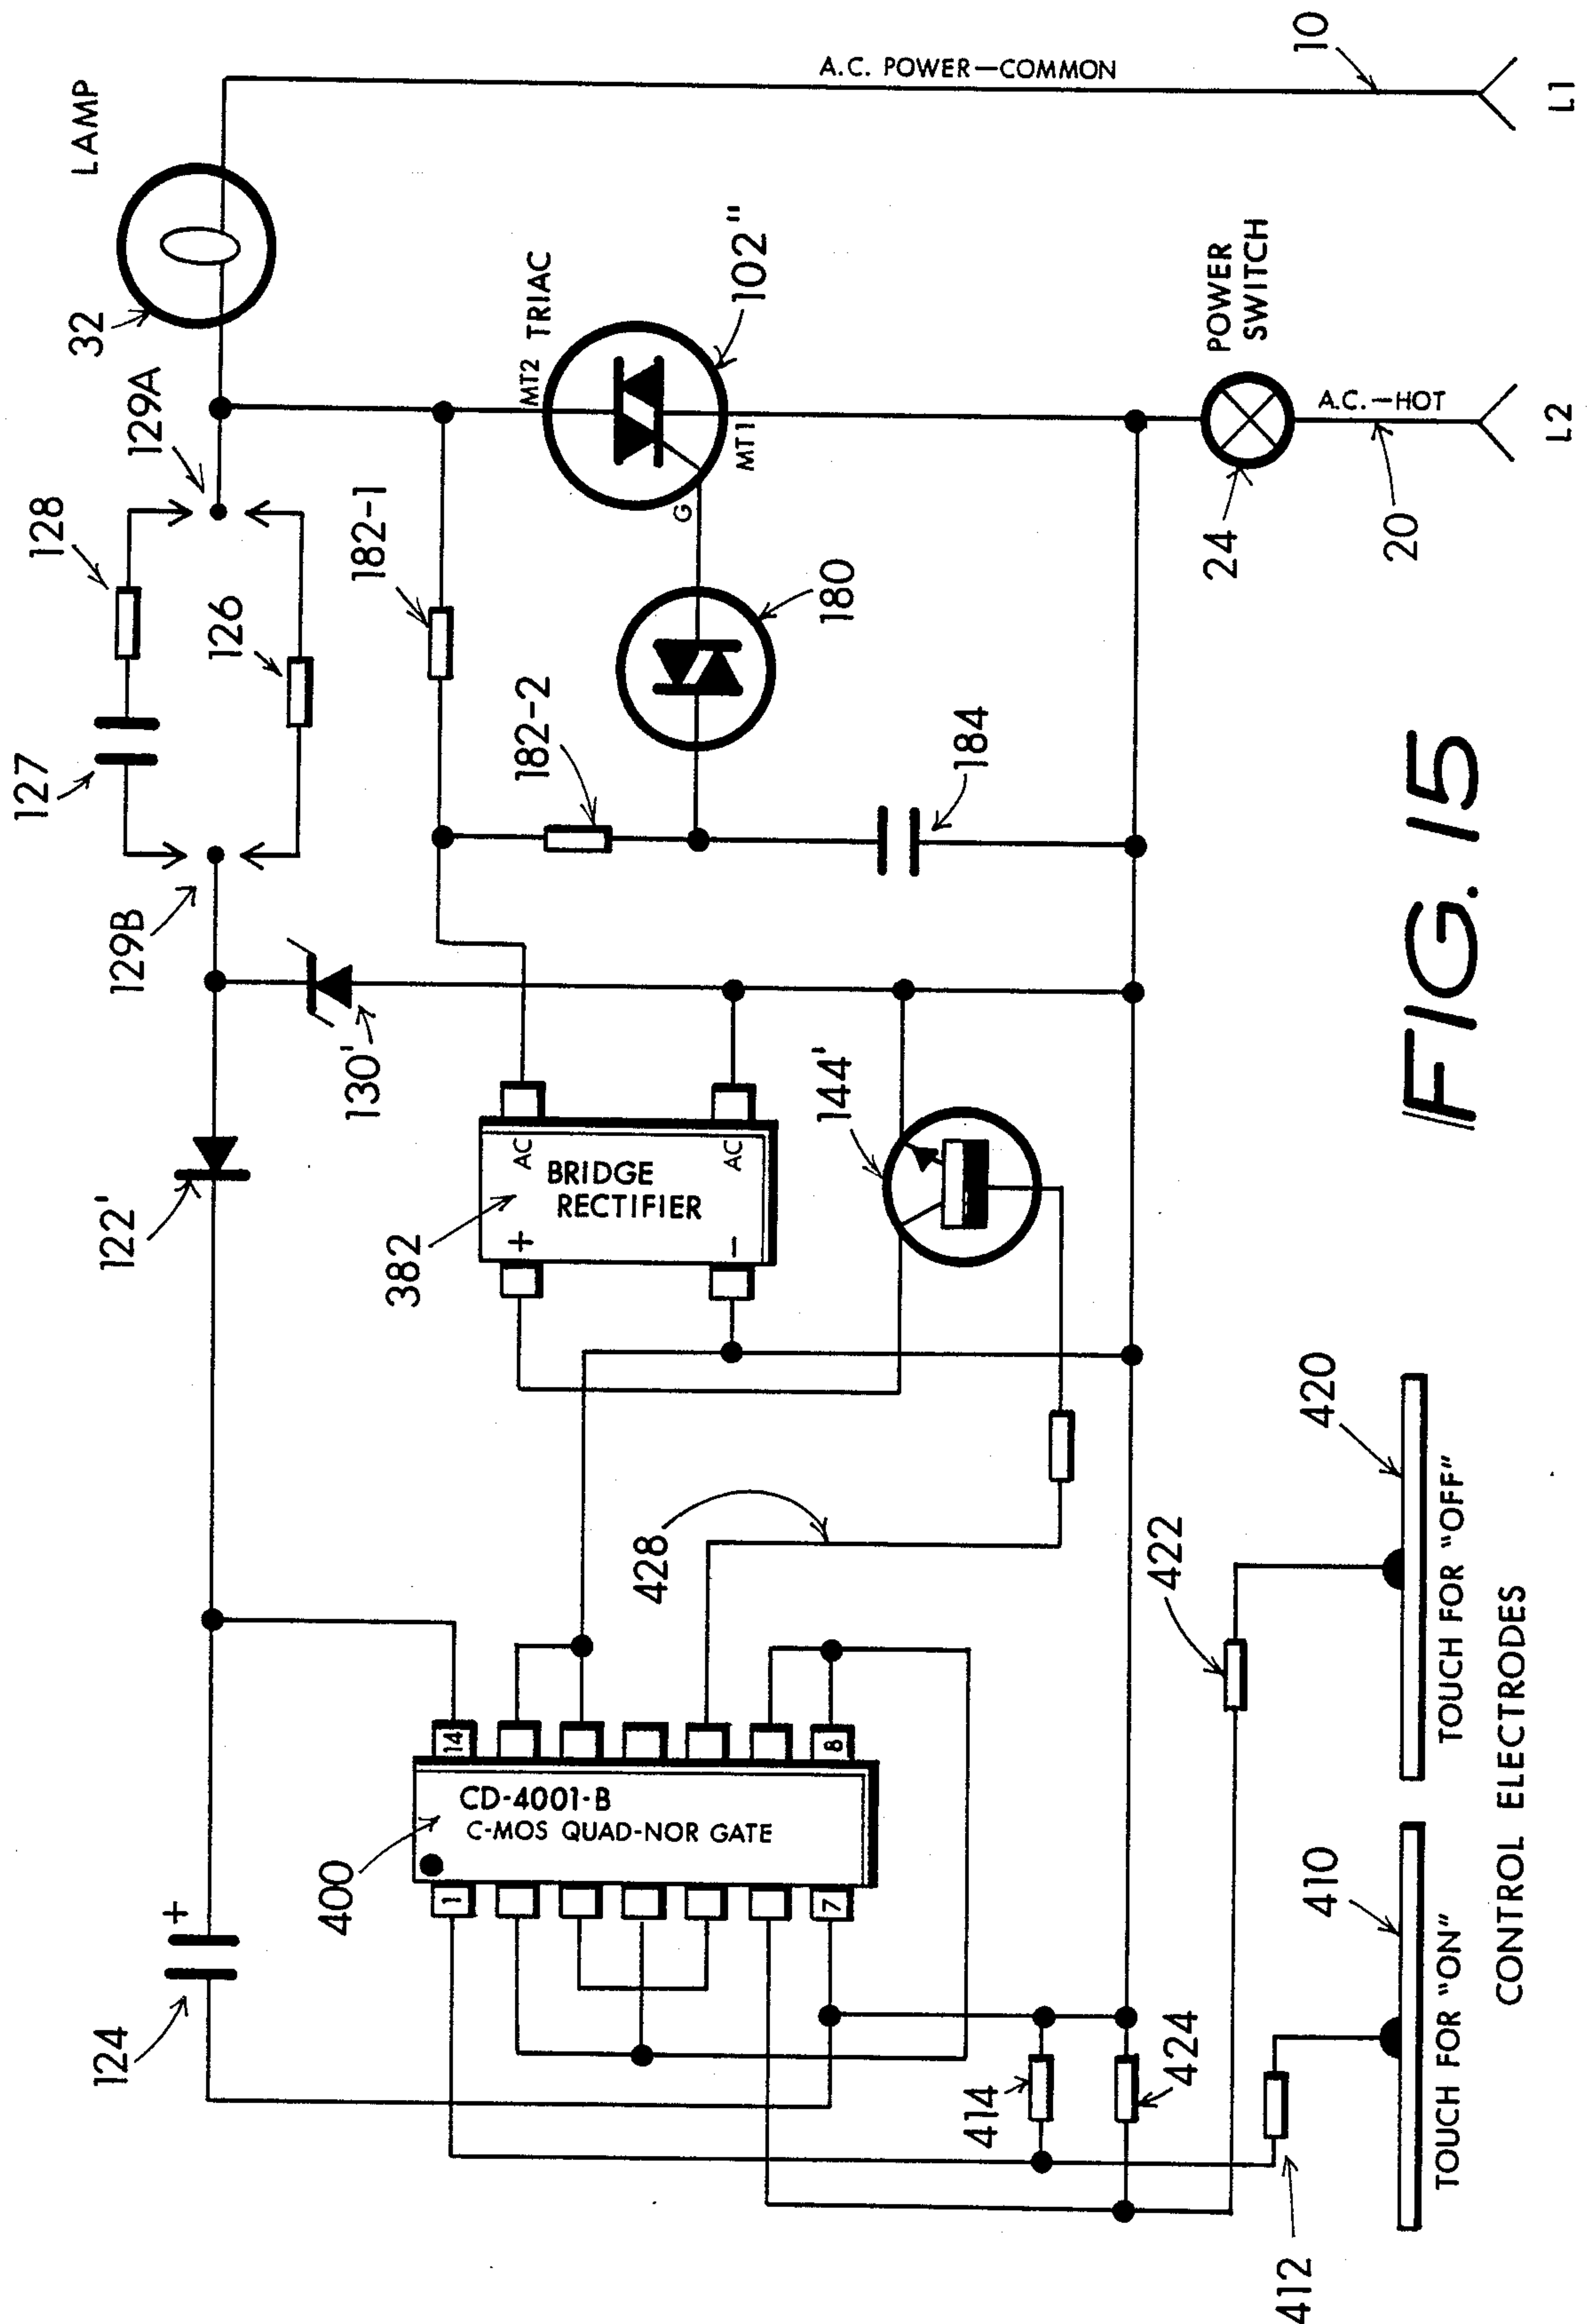 10
A.C. POWER—COMMON
L1
LAMP
32
129A
128
127
126
129B
182-1
MT2 TRIAC
102"
MT1
G
180
182-2
184
POWER
SWITCH
A.C.—HOT
24
20
L2
130'
122'
144'
AC
AC
BRIDGE
RECTIFIER
+
–
382
428
422
420
TOUCH FOR "OFF"
14
8
CD-4001-B
C-MOS QUAD-NOR GATE
400
1
7
+
124
414
424
412
410
TOUCH FOR "ON"
CONTROL ELECTRODES
FIG. 15